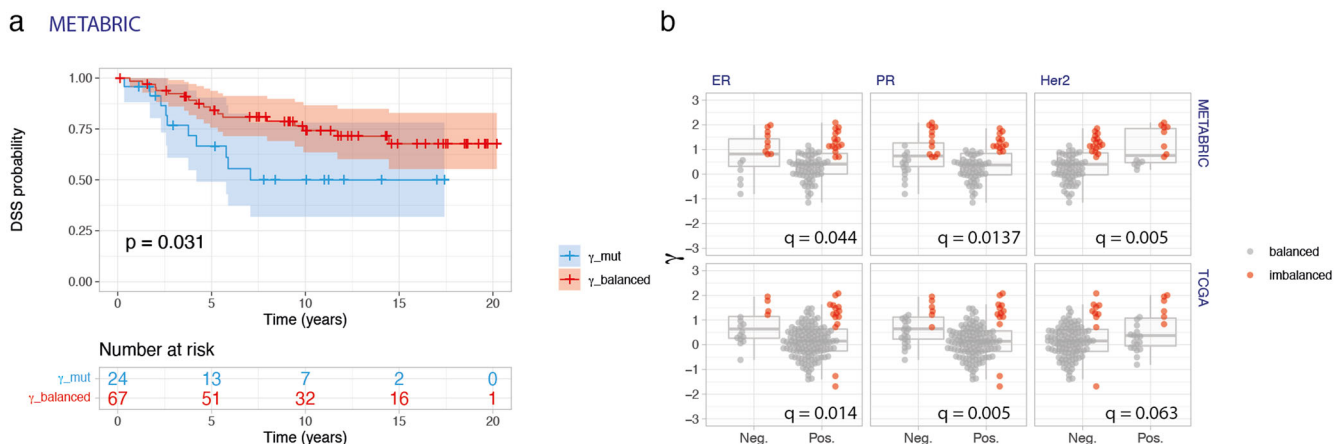 a METABRIC
1.00
0.75
0.50
0.25
0.00
DSS probability
p = 0.031
0 5 10 15 20
Time (years)
γ_mut
γ_balanced
Number at risk
γ_mut 24 13 7 2 0
γ_balanced 67 51 32 16 1
0 5 10 15 20
Time (years)
b
ER PR Her2
METABRIC
3
2
1
0
−1
−2
−3
q = 0.044 q = 0.0137 q = 0.005
γ
TCGA
3
2
1
0
−1
−2
−3
q = 0.014 q = 0.005 q = 0.063
Neg. Pos. Neg. Pos. Neg. Pos.
balanced
imbalanced